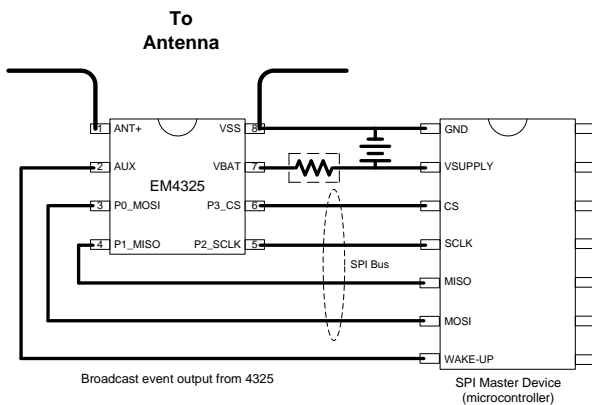 To
Antenna
1 ANT+ VSS 8 GND
2 AUX VBAT 7 VSUPPLY
EM4325
3 P0_MOSI P3_CS 6 CS
4 P1_MISO P2_SCLK 5 SCLK
SPI Bus
MISO
MOSI
WAKE-UP
Broadcast event output from 4325
SPI Master Device
(microcontroller)